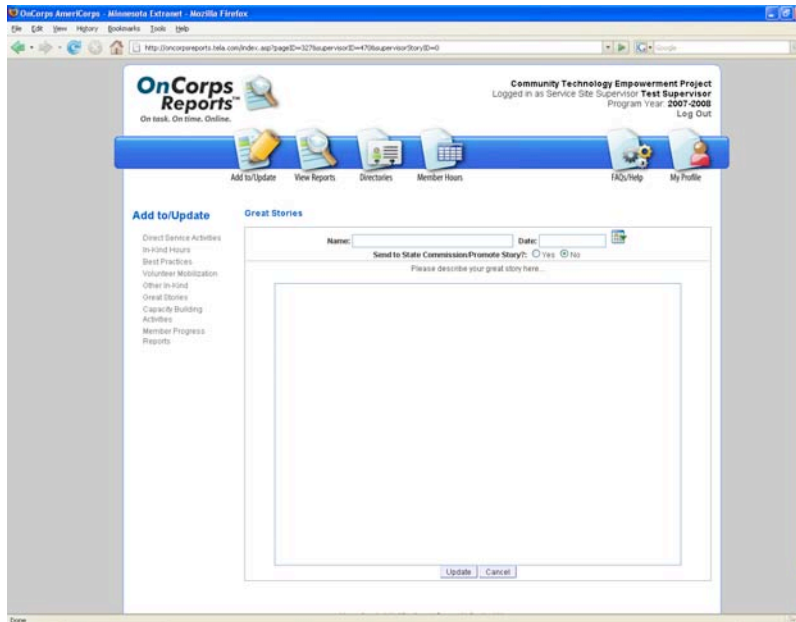 OnCorps AmeriCorps - Minnesota Extranet - Mozilla Firefox
File Edit View History Bookmarks Tools Help
Google
OnCorps
Reports™
On task. On time. Online.
Community Technology Empowerment Project
Logged in as Service Site Supervisor Test Supervisor
Program Year: 2007-2008
Log Out
Add to/Update View Reports Directories Member Hours FAQs/Help My Profile
Add to/Update
Direct Service Activities
In-Kind Hours
Best Practices
Volunteer Mobilization
Other In-Kind
Great Stories
Capacity Building
Activities
Member Progress
Reports
Great Stories
Name: Date:
Send to State Commission/Promote Story?: Yes No
Please describe your great story here...
Update Cancel
Done